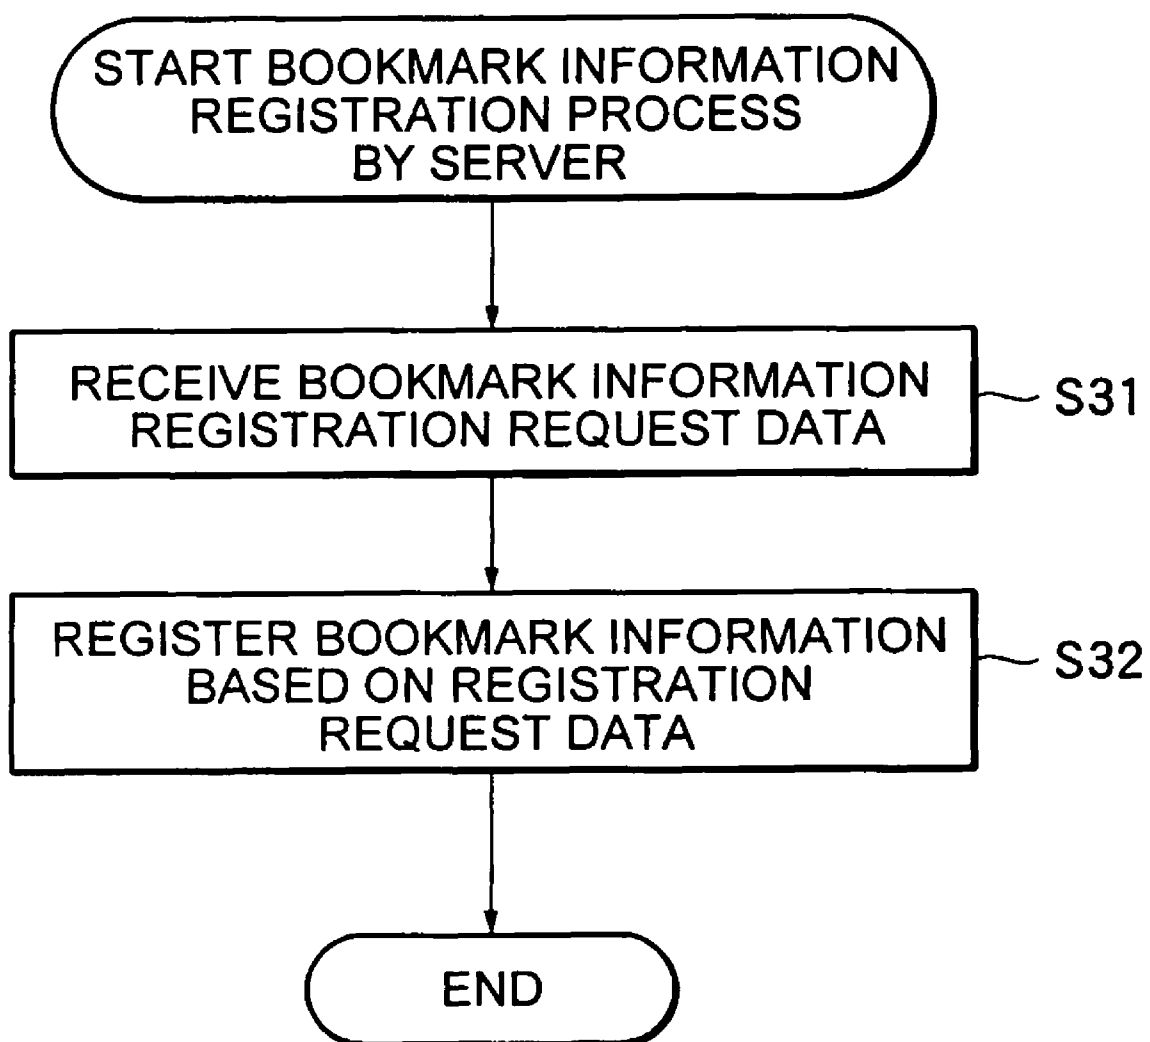 START BOOKMARK INFORMATION
REGISTRATION PROCESS
BY SERVER
RECEIVE BOOKMARK INFORMATION
REGISTRATION REQUEST DATA
S31
REGISTER BOOKMARK INFORMATION
BASED ON REGISTRATION
REQUEST DATA
S32
END